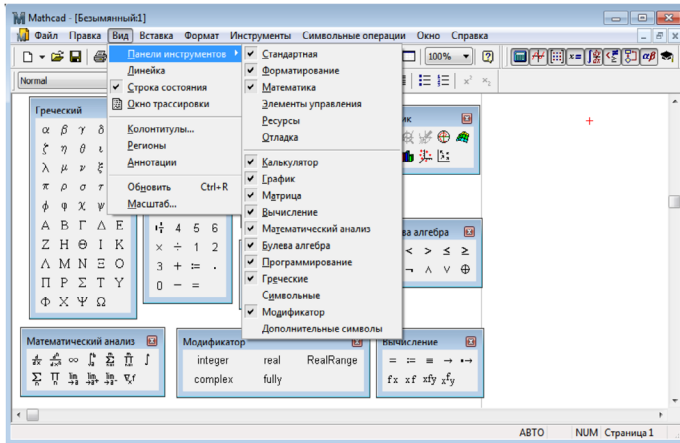 Mathcad - [Безымянный:1]
Файл Правка Вид Вставка Формат Инструменты Символьные операции Окно Справка
100%
Normal
Панели инструментов
Линейка
Строка состояния
Окно трассировки
Колонтитулы...
Регионы
Аннотации
Обновить Ctrl+R
Масштаб...
Стандартная
Форматирование
Математика
Элементы управления
Ресурсы
Отладка
Калькулятор
График
Матрица
Вычисление
Математический анализ
Булева алгебра
Программирование
Греческие
Символьные
Модификатор
Дополнительные символы
Греческий
α β γ δ
ζ η θ ι
λ μ ν ξ
π ρ σ τ
ϕ φ χ ψ
Α Β Γ Δ Ε
Ζ Η Θ Ι Κ
Λ Μ Ν Ξ Ο
Π Ρ Σ Τ Υ
Φ Χ Ψ Ω
4 5 6
× ÷ 1 2
3 + := .
0 − =
ик
ва алгебра
< > ≤ ≥
¬ ∧ ∨ ⊕
Математический анализ
Модификатор
integer real RealRange
complex fully
Вычисление
= := ≡ → •→
fx xf xfy xfy
АВТО NUM Страница 1